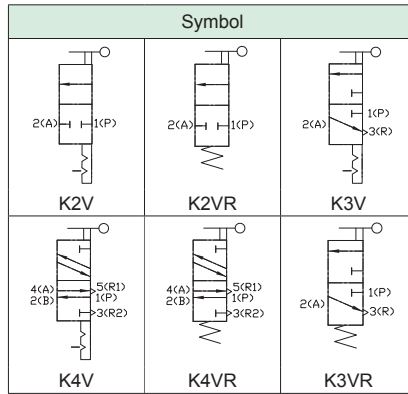 Symbol
2(A) 1(P)
K2V
2(A) 1(P)
K2VR
1(P)
2(A) 3(R)
K3V
4(A) 5(R1)
2(B) 1(P)
3(R2)
K4V
4(A) 5(R1)
2(B) 1(P)
3(R2)
K4VR
1(P)
2(A) 3(R)
K3VR